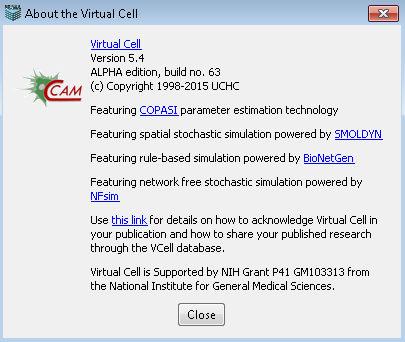 About the Virtual Cell
Virtual Cell
Version 5.4
ALPHA edition, build no. 63
(c) Copyright 1998-2015 UCHC
CCAM
Featuring COPASI parameter estimation technology
Featuring spatial stochastic simulation powered by SMOLDYN
Featuring rule-based simulation powered by BioNetGen
Featuring network free stochastic simulation powered by
NFsim
Use this link for details on how to acknowledge Virtual Cell in
your publication and how to share your published research
through the VCell database.
Virtual Cell is Supported by NIH Grant P41 GM103313 from
the National Institute for General Medical Sciences.
Close